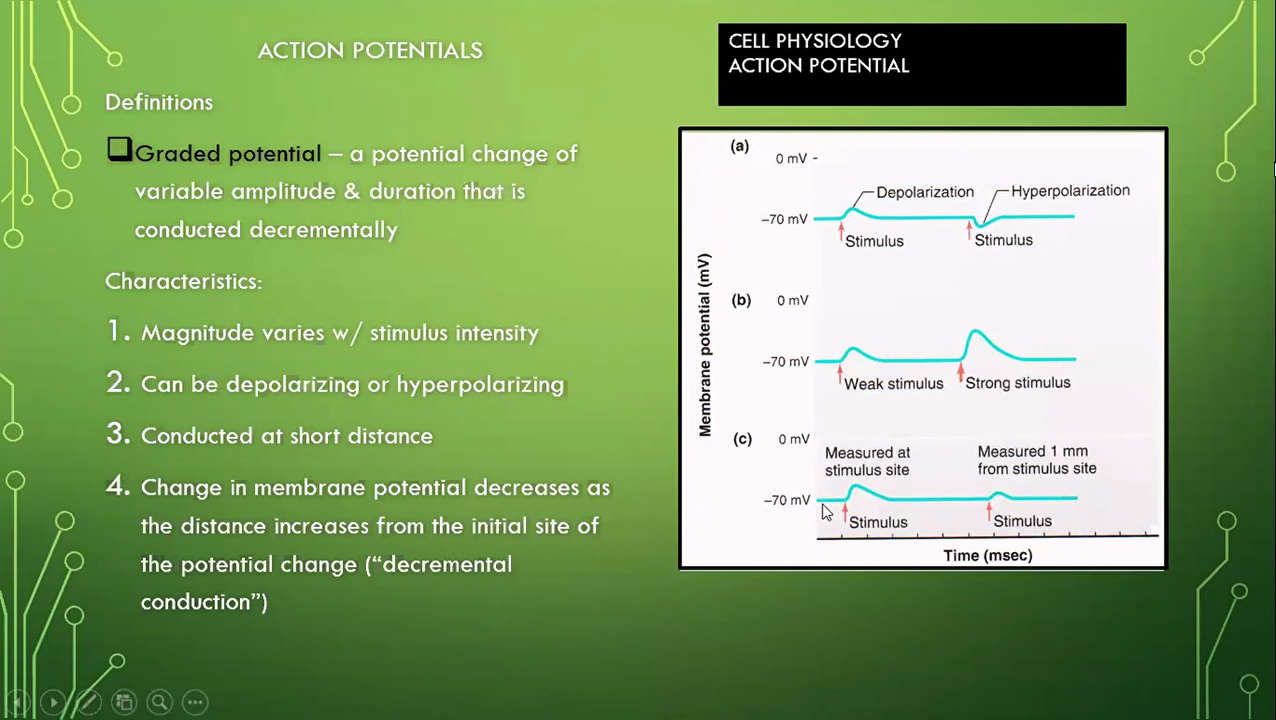 ACTION POTENTIALS
Definitions
Graded potential – a potential change of
variable amplitude & duration that is
conducted decrementally
Characteristics:
1. Magnitude varies w/ stimulus intensity
2. Can be depolarizing or hyperpolarizing
3. Conducted at short distance
4. Change in membrane potential decreases as
the distance increases from the initial site of
the potential change (“decremental
conduction”)
CELL PHYSIOLOGY
ACTION POTENTIAL
Membrane potential (mV)
(a)
0 mV
Depolarization
Hyperpolarization
–70 mV
Stimulus
Stimulus
(b)
0 mV
–70 mV
Weak stimulus
Strong stimulus
(c)
0 mV
Measured at
stimulus site
Measured 1 mm
from stimulus site
–70 mV
Stimulus
Stimulus
Time (msec)